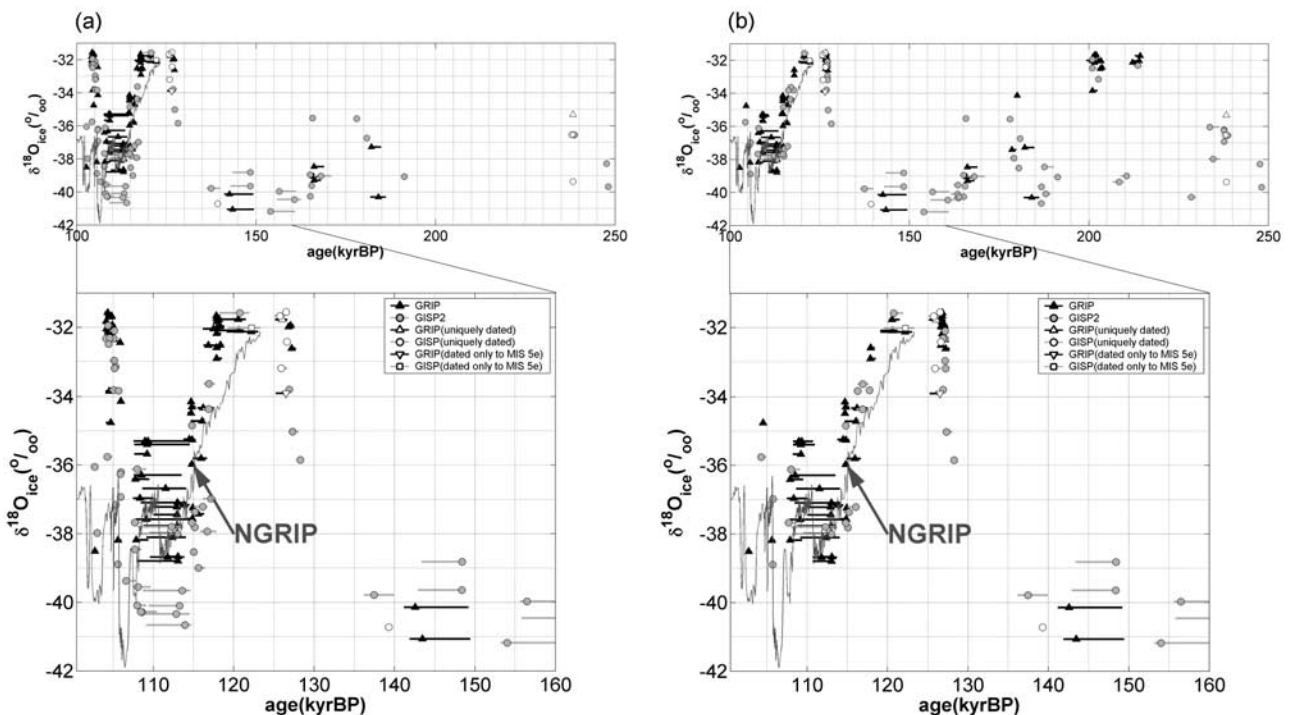 (a)
δ18Oice(o/oo)
-32
-34
-36
-38
-40
-42
100 150 200 250
age(kyrBP)
-32
-34
-36
-38
-40
-42
GRIP
GISP2
GRIP(uniquely dated)
GISP(uniquely dated)
GRIP(dated only to MIS 5e)
GISP(dated only to MIS 5e)
δ18Oice(o/oo)
NGRIP
110 120 130 140 150 160
age(kyrBP)
(b)
δ18Oice(o/oo)
-32
-34
-36
-38
-40
-42
100 150 200 250
age(kyrBP)
-32
-34
-36
-38
-40
-42
GRIP
GISP2
GRIP(uniquely dated)
GISP(uniquely dated)
GRIP(dated only to MIS 5e)
GISP(dated only to MIS 5e)
δ18Oice(o/oo)
NGRIP
110 120 130 140 150 160
age(kyrBP)